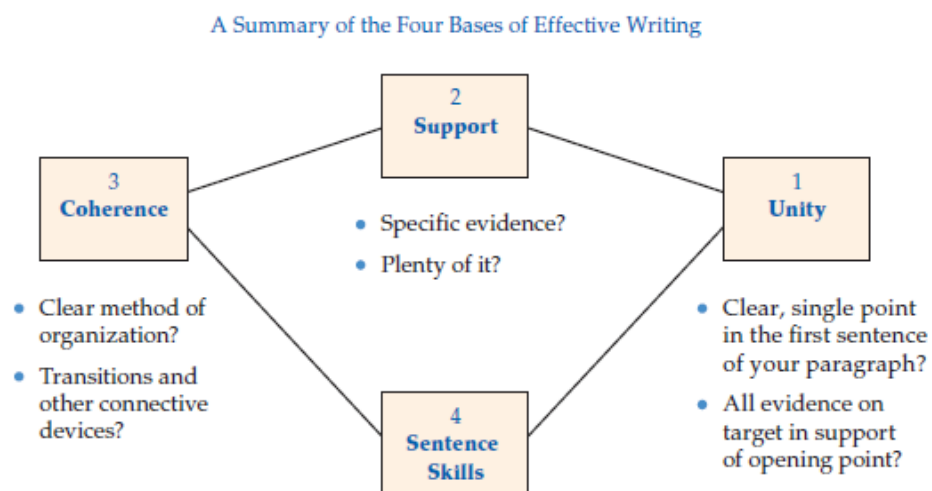 A Summary of the Four Bases of Effective Writing
2
Support
• Specific evidence?
• Plenty of it?
3
Coherence
• Clear method of
organization?
• Transitions and
other connective
devices?
1
Unity
• Clear, single point
in the first sentence
of your paragraph?
• All evidence on
target in support
of opening point?
4
Sentence
Skills